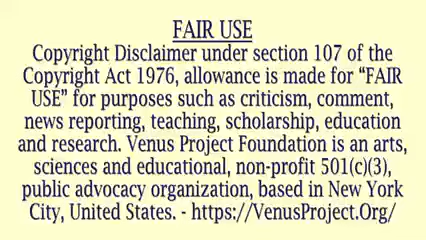 FAIR USE
Copyright Disclaimer under section 107 of the
Copyright Act 1976, allowance is made for “FAIR
USE” for purposes such as criticism, comment,
news reporting, teaching, scholarship, education
and research. Venus Project Foundation is an arts,
sciences and educational, non-profit 501(c)(3),
public advocacy organization, based in New York
City, United States. - https://VenusProject.Org/